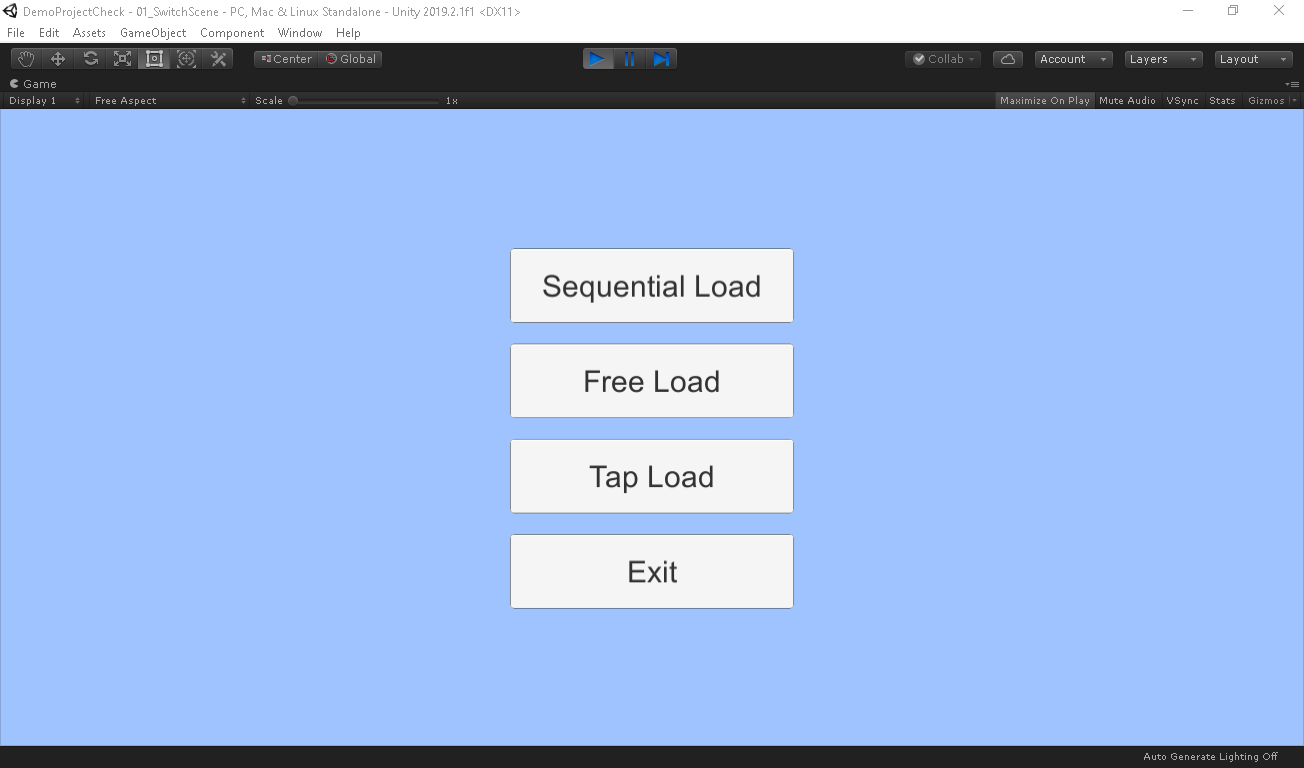 DemoProjectCheck - 01_SwitchScene - PC, Mac & Linux Standalone - Unity 2019.2.1f1 <DX11>
File Edit Assets GameObject Component Window Help
Center Global Collab Account Layers Layout
Game
Display 1 Free Aspect Scale 1x Maximize On Play Mute Audio VSync Stats Gizmos
Sequential Load
Free Load
Tap Load
Exit
Auto Generate Lighting Off